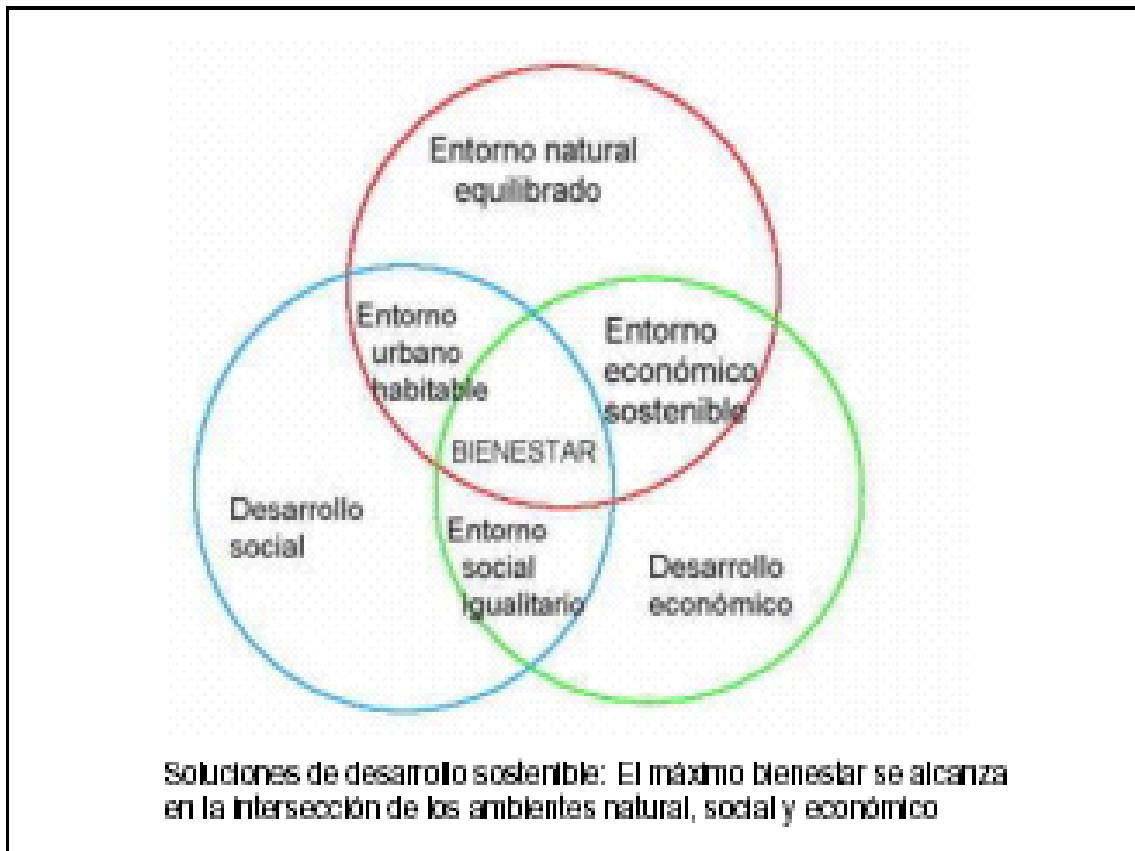 Entorno natural
equilibrado
Entorno
urbano
habitable
Entorno
económico
sostenible
BIENESTAR
Desarrollo
social
Entorno
social
igualitario
Desarrollo
económico
Soluciones de desarrollo sostenible: El máximo bienestar se alcanza
en la intersección de los ambientes natural, social y económico